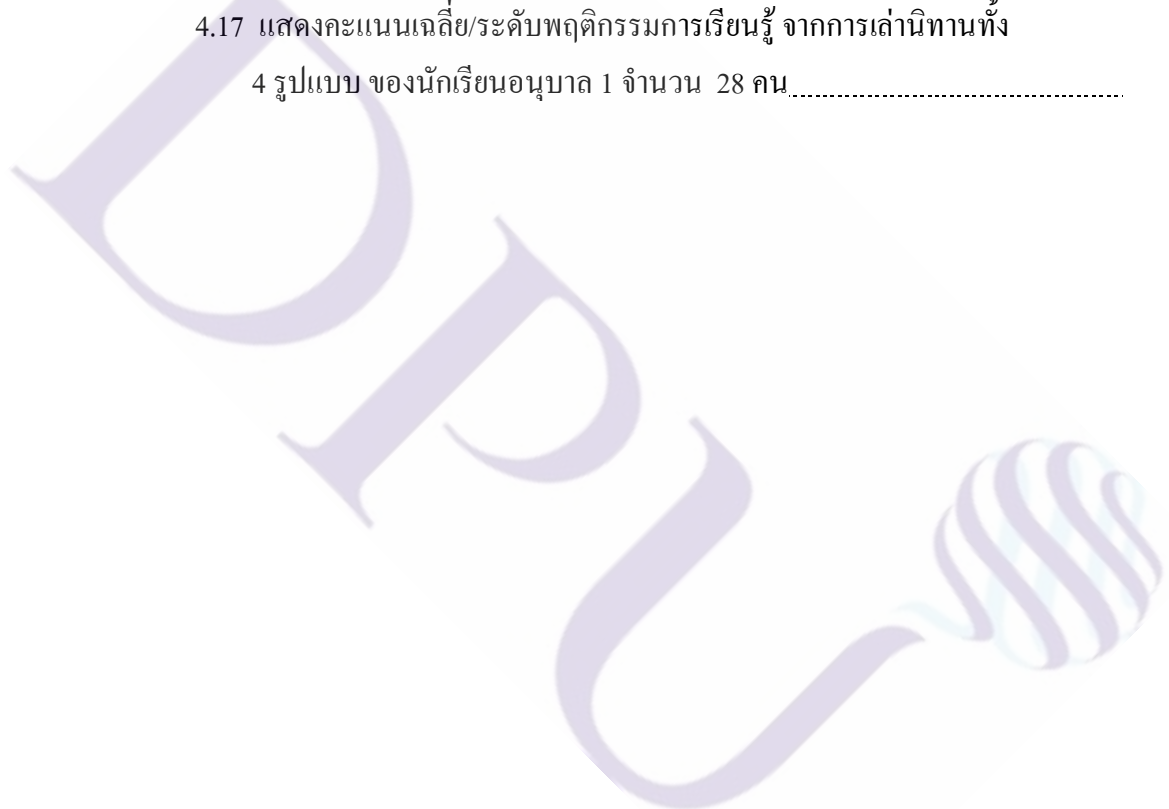 4.17 แสดงคะแนนเฉลี่ย/ระดับพฤติกรรมการเรียนรู้ จากการเล่านิทานทั้ง
4 รูปแบบ ของนักเรียนอนุบาล 1 จำนวน 28 คน
DPU